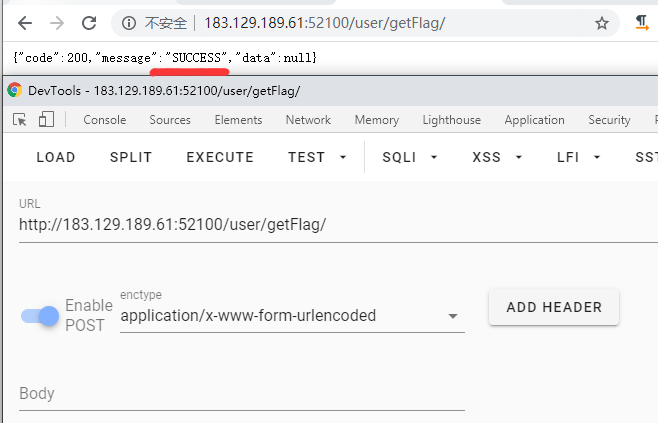 不安全 | 183.129.189.61:52100/user/getFlag/
{"code":200,"message":"SUCCESS","data":null}
DevTools - 183.129.189.61:52100/user/getFlag/
Console Sources Elements Network Memory Lighthouse Application Security
LOAD SPLIT EXECUTE TEST SQLI XSS LFI SST
URL
http://183.129.189.61:52100/user/getFlag/
Enable
POST
enctype
application/x-www-form-urlencoded
ADD HEADER
Body